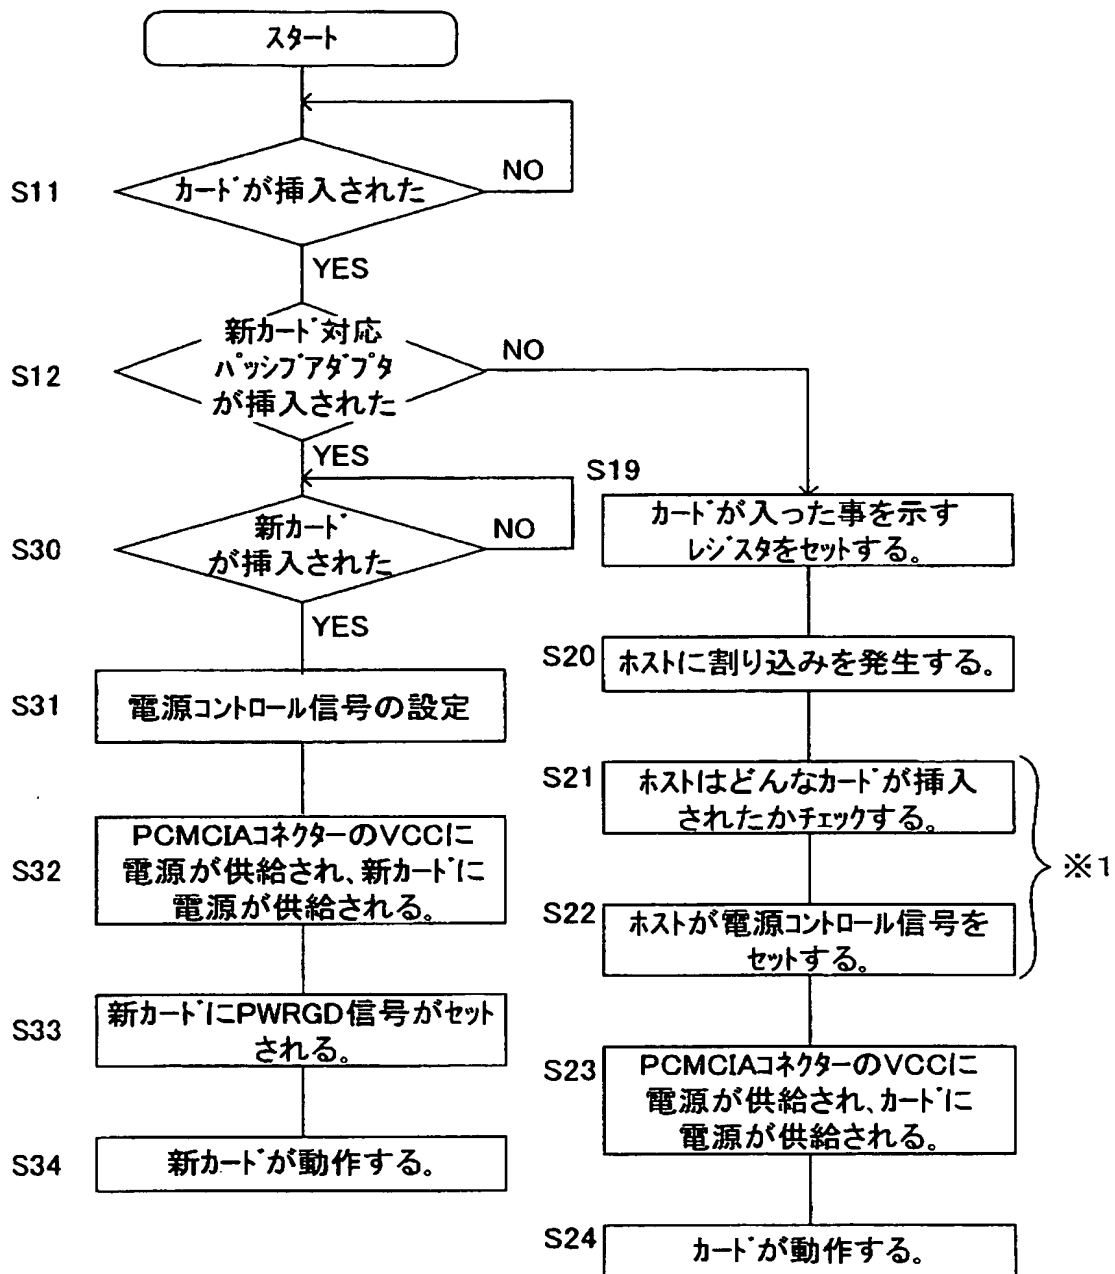 スタート
S11
カードが挿入された
NO
YES
S12
新カード対応
パッシブアダプタ
が挿入された
NO
YES
S30
新カード
が挿入された
NO
YES
S31
電源コントロール信号の設定
S32
PCMCIAコネクターのVCCに
電源が供給され、新カードに
電源が供給される。
S33
新カードにPWRGD信号がセット
される。
S34
新カードが動作する。
S19
カードが入った事を示す
レジスタをセットする。
S20
ホストに割り込みを発生する。
S21
ホストはどんなカードが挿入
されたかチェックする。
S22
ホストが電源コントロール信号を
セットする。
※1
S23
PCMCIAコネクターのVCCに
電源が供給され、カードに
電源が供給される。
S24
カードが動作する。